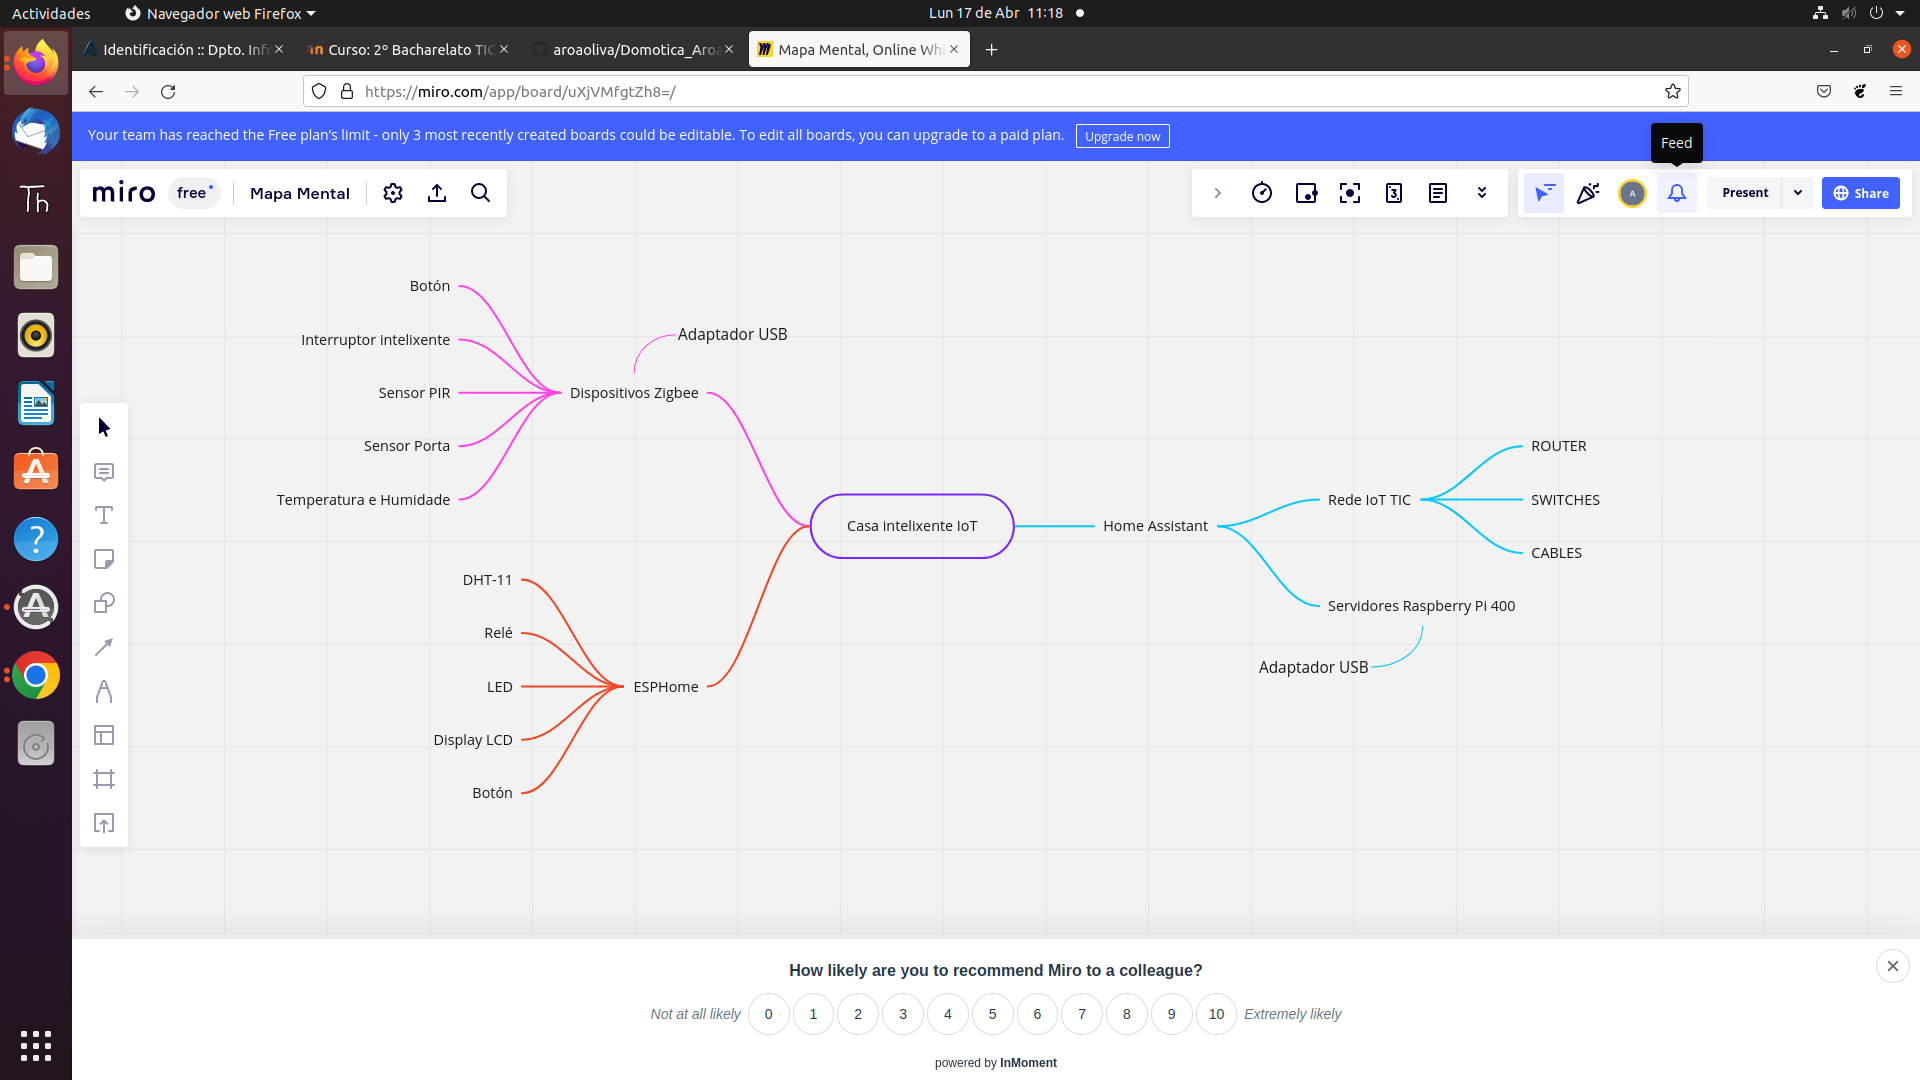 Actividades
Navegador web Firefox
Lun 17 de Abr 11:18
Identificación :: Dpto. Info
Curso: 2º Bacharelato TIC
aroaoliva/Domotica_Aroa
Mapa Mental, Online Whi
https://miro.com/app/board/uXjVMfgtZh8=/
Your team has reached the Free plan’s limit - only 3 most recently created boards could be editable. To edit all boards, you can upgrade to a paid plan.
Upgrade now
Feed
miro
free
Mapa Mental
A
Present
Share
Botón
Interruptor intelixente
Sensor PIR
Sensor Porta
Temperatura e Humidade
Adaptador USB
Dispositivos Zigbee
Casa intelixente IoT
Home Assistant
Rede IoT TIC
ROUTER
SWITCHES
CABLES
Servidores Raspberry Pi 400
Adaptador USB
DHT-11
Relé
LED
Display LCD
Botón
ESPHome
How likely are you to recommend Miro to a colleague?
Not at all likely 0 1 2 3 4 5 6 7 8 9 10 Extremely likely
powered by InMoment